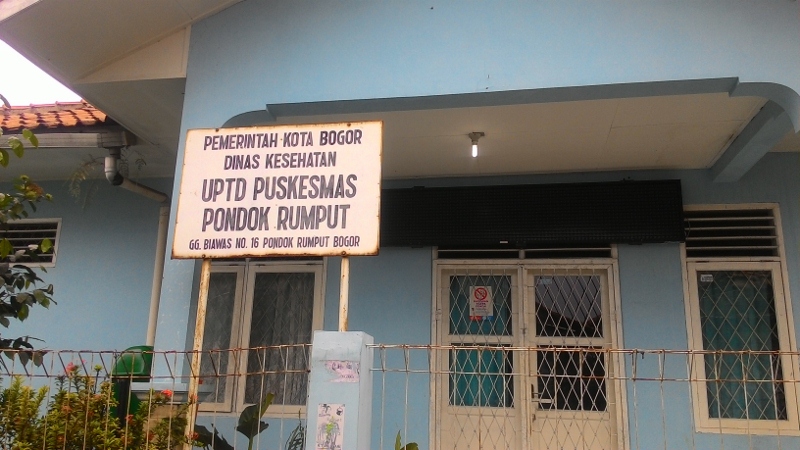 PEMERINTAH KOTA BOGOR
DINAS KESEHATAN
UPTD PUSKESMAS
PONDOK RUMPUT
GG. BIAWAS NO. 16 PONDOK RUMPUT BOGOR